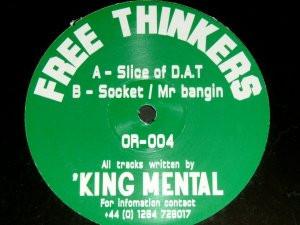 FREE THINKERS
A - Slice of D.A.T
B - Socket / Mr bangin
OR-004
All tracks written by
'KING MENTAL
For infomation contact
+44 (0) 1264 728017